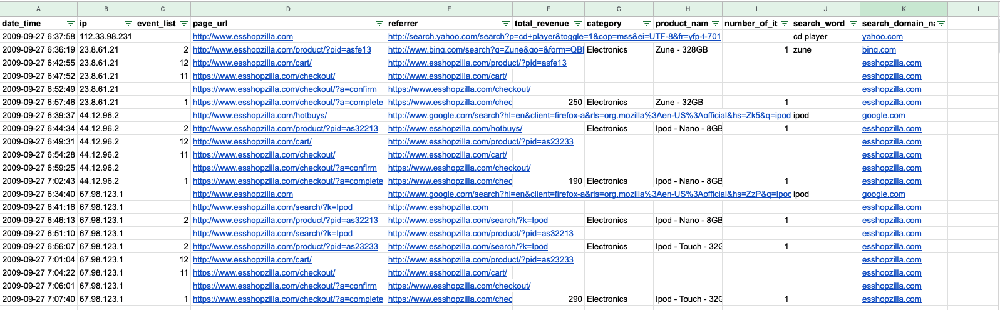 A B C D E F G H I J K L
date_time ip event_list page_url referrer total_revenue category product_nam number_of_it search_word search_domain_na
2009-09-27 6:37:58 112.33.98.231 http://www.esshopzilla.com http://search.yahoo.com/search?p=cd+player&toggle=1&cop=mss&ei=UTF-8&fr=yfp-t-701 cd player yahoo.com
2009-09-27 6:36:19 23.8.61.21 2 https://www.esshopzilla.com/product/?pid=asfe13 http://www.bing.com/search?q=Zune&go=&form=QBL Electronics Zune - 328GB 1 zune bing.com
2009-09-27 6:42:55 23.8.61.21 12 http://www.esshopzilla.com/cart/ http://www.esshopzilla.com/product/?pid=asfe13 esshopzilla.com
2009-09-27 6:47:52 23.8.61.21 11 https://www.esshopzilla.com/checkout/ http://www.esshopzilla.com/cart/ esshopzilla.com
2009-09-27 6:52:49 23.8.61.21 https://www.esshopzilla.com/checkout/?a=confirm https://www.esshopzilla.com/checkout/ esshopzilla.com
2009-09-27 6:57:46 23.8.61.21 1 https://www.esshopzilla.com/checkout/?a=complete https://www.esshopzilla.com/chec 250 Electronics Zune - 32GB 1 esshopzilla.com
2009-09-27 6:39:37 44.12.96.2 http://www.esshopzilla.com/hotbuys/ http://www.google.com/search?hl=en&client=firefox-a&rls=org.mozilla%3Aen-US%3Aofficial&hs=Zk5&q=ipod ipod google.com
2009-09-27 6:44:34 44.12.96.2 2 http://www.esshopzilla.com/product/?pid=as32213 http://www.esshopzilla.com/hotbuys/ Electronics Ipod - Nano - 8GB 1 esshopzilla.com
2009-09-27 6:49:31 44.12.96.2 12 http://www.esshopzilla.com/cart/ http://www.esshopzilla.com/product/?pid=as23233 esshopzilla.com
2009-09-27 6:54:28 44.12.96.2 11 https://www.esshopzilla.com/checkout/ http://www.esshopzilla.com/cart/ esshopzilla.com
2009-09-27 6:59:25 44.12.96.2 https://www.esshopzilla.com/checkout/?a=confirm https://www.esshopzilla.com/checkout/ esshopzilla.com
2009-09-27 7:02:43 44.12.96.2 1 https://www.esshopzilla.com/checkout/?a=complete https://www.esshopzilla.com/chec 190 Electronics Ipod - Nano - 8GB 1 esshopzilla.com
2009-09-27 6:34:40 67.98.123.1 http://www.esshopzilla.com http://www.google.com/search?hl=en&client=firefox-a&rls=org.mozilla%3Aen-US%3Aofficial&hs=ZzP&q=Ipoc ipod google.com
2009-09-27 6:41:16 67.98.123.1 http://www.esshopzilla.com/search/?k=Ipod http://www.esshopzilla.com esshopzilla.com
2009-09-27 6:46:13 67.98.123.1 2 http://www.esshopzilla.com/product/?pid=as32213 http://www.esshopzilla.com/search/?k=Ipod Electronics Ipod - Nano - 8GB 1 esshopzilla.com
2009-09-27 6:51:10 67.98.123.1 http://www.esshopzilla.com/search/?k=Ipod http://www.esshopzilla.com/product/?pid=as32213 esshopzilla.com
2009-09-27 6:56:07 67.98.123.1 2 http://www.esshopzilla.com/product/?pid=as23233 http://www.esshopzilla.com/search/?k=Ipod Electronics Ipod - Touch - 32G 1 esshopzilla.com
2009-09-27 7:01:04 67.98.123.1 12 http://www.esshopzilla.com/cart/ http://www.esshopzilla.com/product/?pid=as23233 esshopzilla.com
2009-09-27 7:04:22 67.98.123.1 11 https://www.esshopzilla.com/checkout/ http://www.esshopzilla.com/cart/ esshopzilla.com
2009-09-27 7:06:01 67.98.123.1 https://www.esshopzilla.com/checkout/?a=confirm https://www.esshopzilla.com/checkout/ esshopzilla.com
2009-09-27 7:07:40 67.98.123.1 1 https://www.esshopzilla.com/checkout/?a=complete https://www.esshopzilla.com/chec 290 Electronics Ipod - Touch - 32G 1 esshopzilla.com